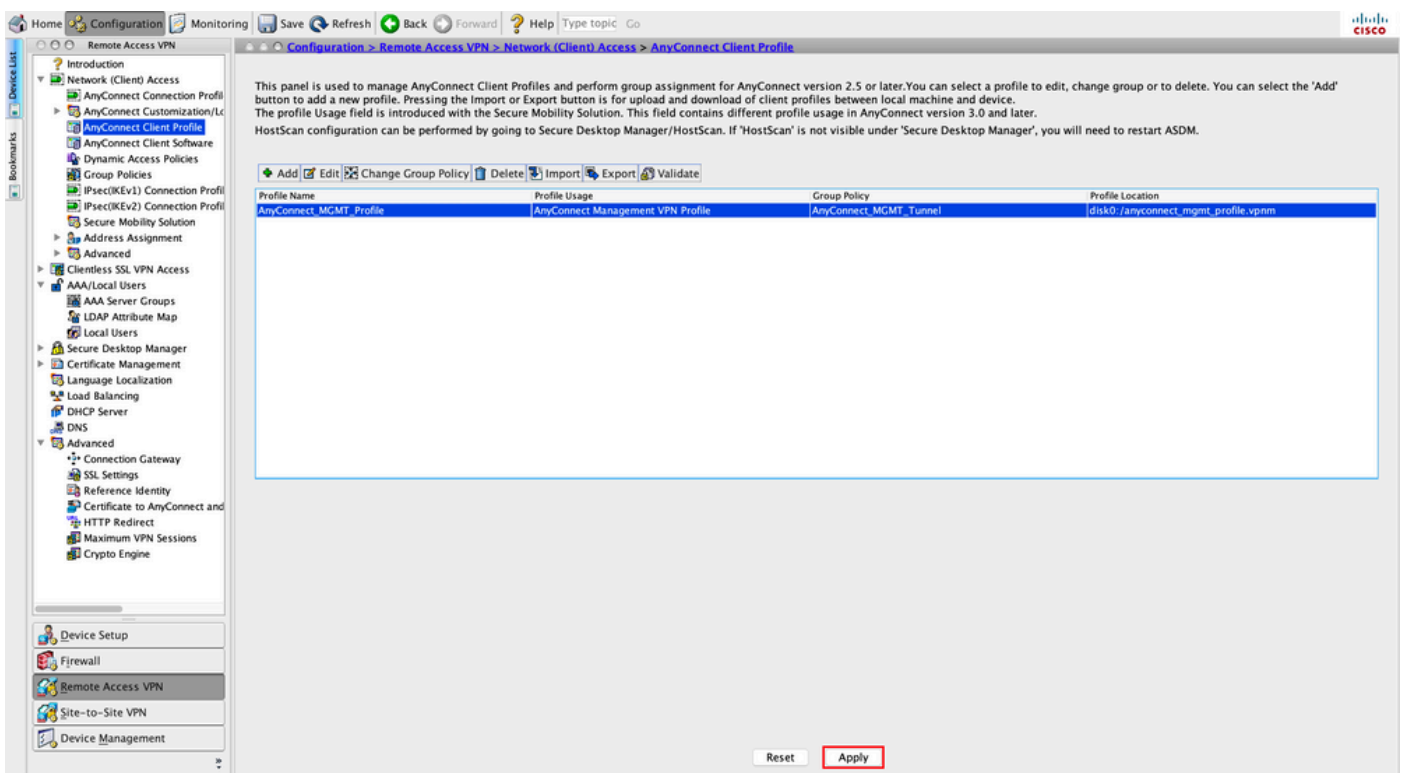 Home Configuration Monitoring Save Refresh Back Forward Help Type topic Go
CISCO
Device List
Bookmarks
Remote Access VPN
Introduction
Network (Client) Access
AnyConnect Connection Profil
AnyConnect Customization/Lo
AnyConnect Client Profile
AnyConnect Client Software
Dynamic Access Policies
Group Policies
IPsec(IKEv1) Connection Profil
IPsec(IKEv2) Connection Profil
Secure Mobility Solution
Address Assignment
Advanced
Clientless SSL VPN Access
AAA/Local Users
AAA Server Groups
LDAP Attribute Map
Local Users
Secure Desktop Manager
Certificate Management
Language Localization
Load Balancing
DHCP Server
DNS
Advanced
Connection Gateway
SSL Settings
Reference Identity
Certificate to AnyConnect and
HTTP Redirect
Maximum VPN Sessions
Crypto Engine
Device Setup
Firewall
Remote Access VPN
Site-to-Site VPN
Device Management
Configuration > Remote Access VPN > Network (Client) Access > AnyConnect Client Profile
This panel is used to manage AnyConnect Client Profiles and perform group assignment for AnyConnect version 2.5 or later.You can select a profile to edit, change group or to delete. You can select the 'Add'
button to add a new profile. Pressing the Import or Export button is for upload and download of client profiles between local machine and device.
The profile Usage field is introduced with the Secure Mobility Solution. This field contains different profile usage in AnyConnect version 3.0 and later.
HostScan configuration can be performed by going to Secure Desktop Manager/HostScan. If 'HostScan' is not visible under 'Secure Desktop Manager', you will need to restart ASDM.
Add Edit Change Group Policy Delete Import Export Validate
Profile Name Profile Usage Group Policy Profile Location
AnyConnect_MGMT_Profile AnyConnect Management VPN Profile AnyConnect_MGMT_Tunnel disk0:/anyconnect_mgmt_profile.vpnm
Reset Apply